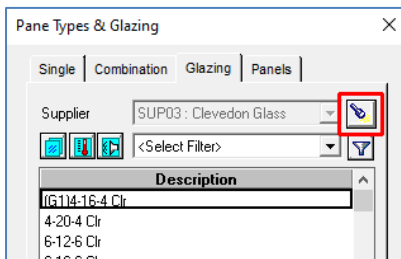 Pane Types & Glazing
Single Combination Glazing Panels
Supplier SUP03 : Clevedon Glass
<Select Filter>
Description
(G1)4-16-4 Clr
4-20-4 Clr
6-12-6 Clr